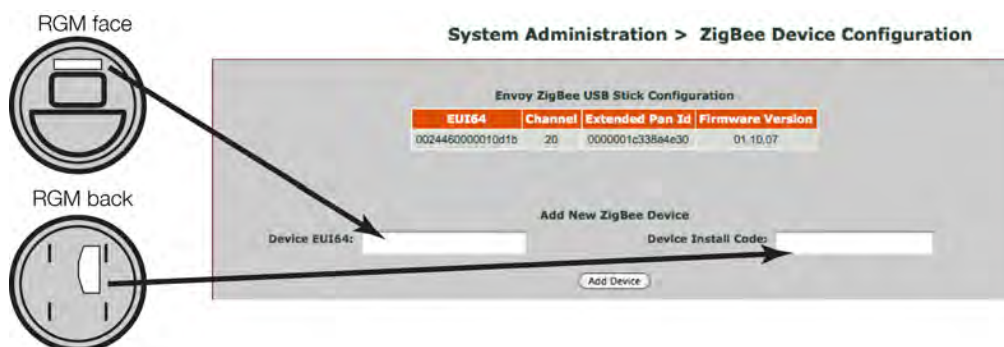 RGM face
System Administration > ZigBee Device Configuration
Envoy ZigBee USB Stick Configuration
EUI64 Channel Extended Pan Id Firmware Version
0024460000010d1b 20 0000001c338a4e30 01.10.07
RGM back
Add New ZigBee Device
Device EUI64: Device Install Code:
Add Device